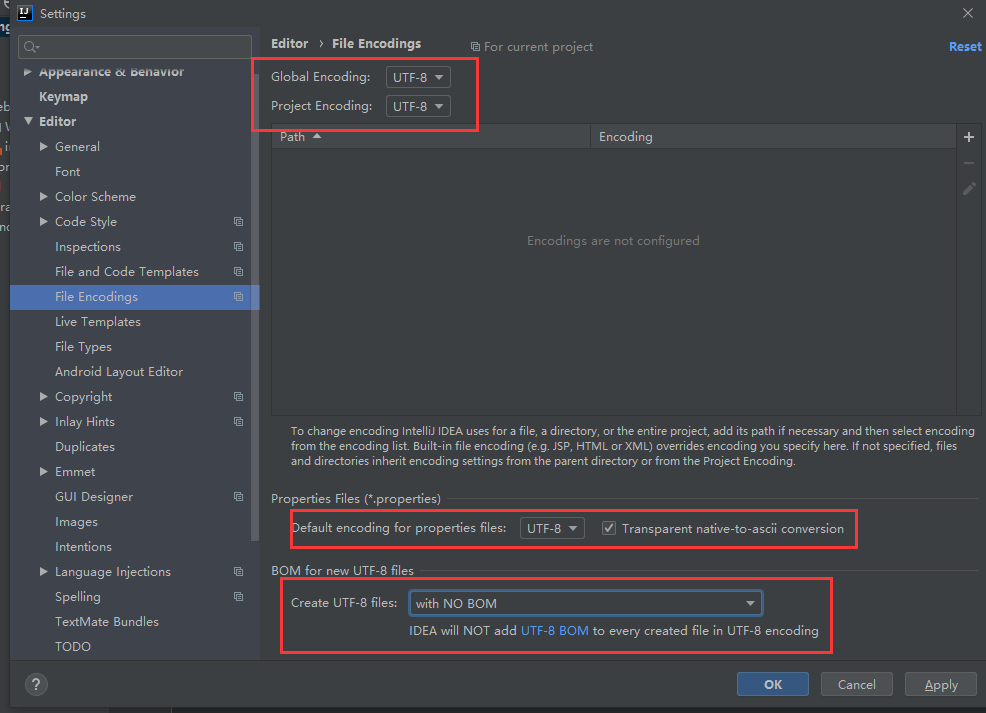 Settings
Appearance & Behavior
Keymap
Editor
General
Font
Color Scheme
Code Style
Inspections
File and Code Templates
File Encodings
Live Templates
File Types
Android Layout Editor
Copyright
Inlay Hints
Duplicates
Emmet
GUI Designer
Images
Intentions
Language Injections
Spelling
TextMate Bundles
TODO
Editor › File Encodings For current project Reset
Global Encoding: UTF-8
Project Encoding: UTF-8
Path Encoding
Encodings are not configured
To change encoding IntelliJ IDEA uses for a file, a directory, or the entire project, add its path if necessary and then select encoding
from the encoding list. Built-in file encoding (e.g. JSP, HTML or XML) overrides encoding you specify here. If not specified, files
and directories inherit encoding settings from the parent directory or from the Project Encoding.
Properties Files (*.properties)
Default encoding for properties files: UTF-8 Transparent native-to-ascii conversion
BOM for new UTF-8 files
Create UTF-8 files: with NO BOM
IDEA will NOT add UTF-8 BOM to every created file in UTF-8 encoding
? OK Cancel Apply